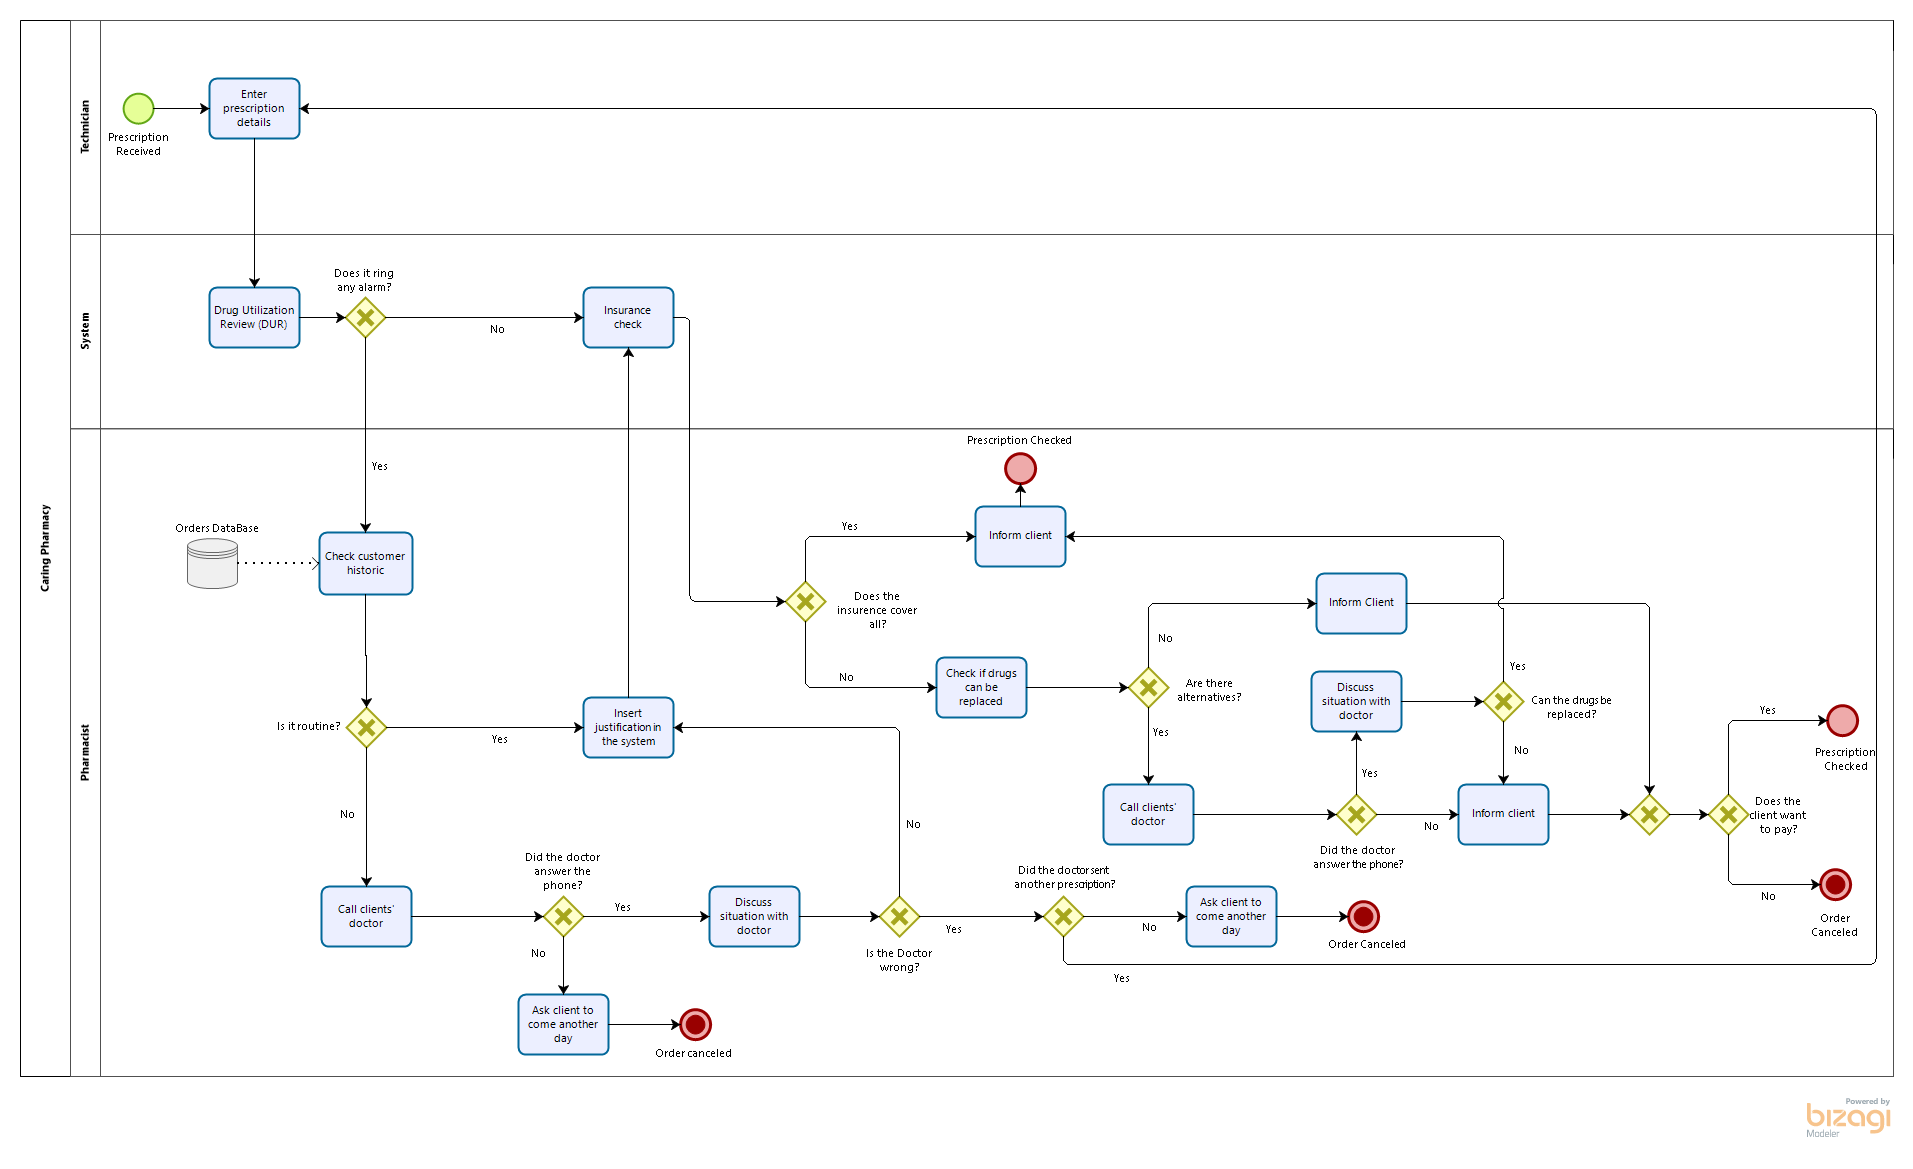 Caring Pharmacy
Technician
Prescription
Received
Enter
prescription
details
System
Drug Utilization
Review (DUR)
Does it ring
any alarm?
No
Insurance
check
Yes
Pharmacist
Orders DataBase
Check customer
historic
Is it routine?
Yes
Insert
justification in
the system
No
Call clients'
doctor
Did the doctor
answer the
phone?
Yes
No
Ask client to
come another
day
Order canceled
Discuss
situation with
doctor
Is the Doctor
wrong?
No
Yes
Did the doctor sent
another prescription?
No
Ask client to
come another
day
Order Canceled
Yes
Does the
insurence cover
all?
Yes
Inform client
Prescription Checked
No
Check if drugs
can be
replaced
Are there
alternatives?
No
Inform Client
Yes
Call clients'
doctor
Did the doctor
answer the phone?
Yes
Discuss
situation with
doctor
No
Inform client
Can the drugs be
replaced?
Yes
No
Does the
client want
to pay?
Yes
Prescription
Checked
No
Order
Canceled
Powered by
bizagi
Modeler